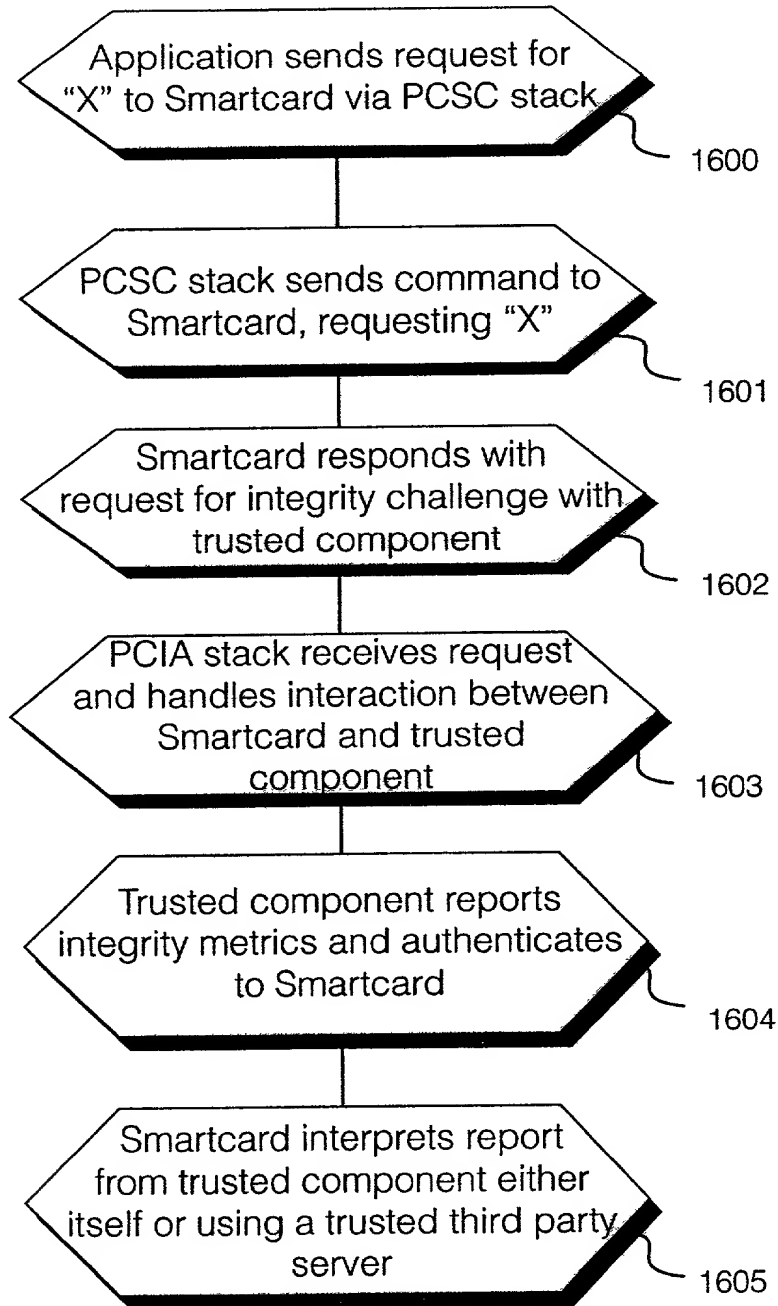 Application sends request for
“X” to Smartcard via PCSC stack
1600
PCSC stack sends command to
Smartcard, requesting “X”
1601
Smartcard responds with
request for integrity challenge with
trusted component
1602
PCIA stack receives request
and handles interaction between
Smartcard and trusted
component
1603
Trusted component reports
integrity metrics and authenticates
to Smartcard
1604
Smartcard interprets report
from trusted component either
itself or using a trusted third party
server
1605